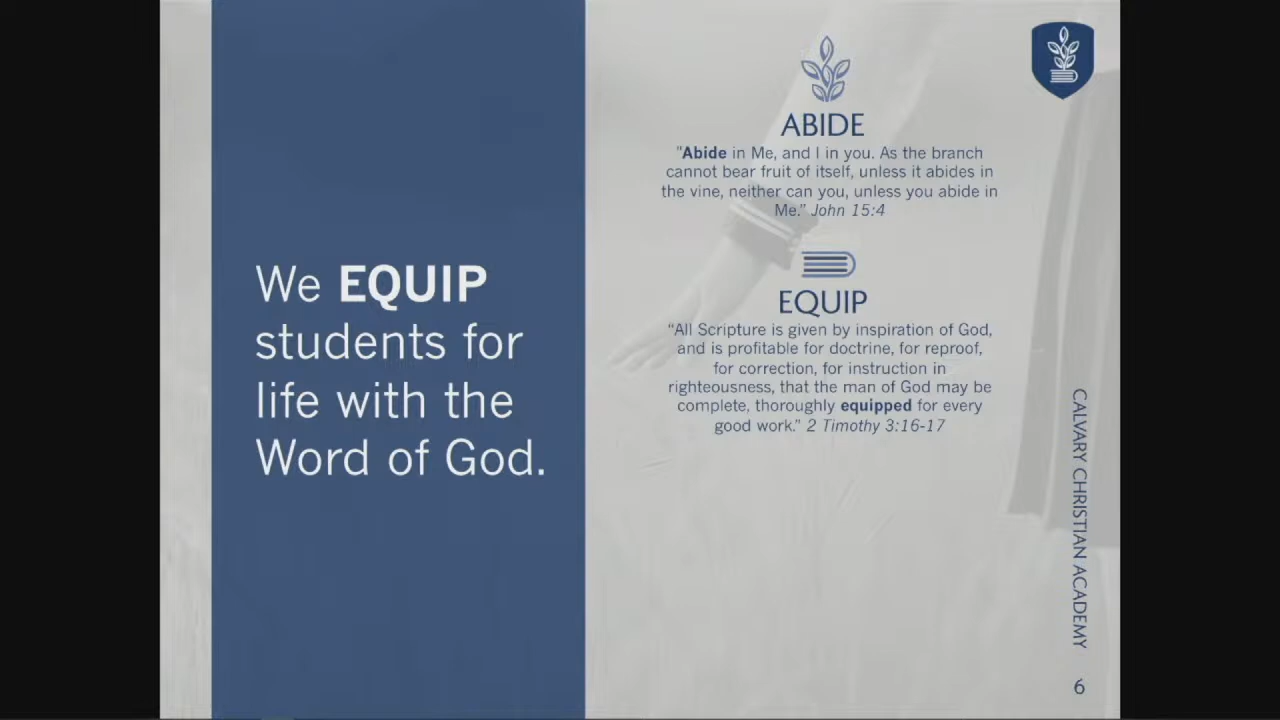 We EQUIP
students for
life with the
Word of God.
ABIDE
"Abide in Me, and I in you. As the branch
cannot bear fruit of itself, unless it abides in
the vine, neither can you, unless you abide in
Me.” John 15:4
EQUIP
“All Scripture is given by inspiration of God,
and is profitable for doctrine, for reproof,
for correction, for instruction in
righteousness, that the man of God may be
complete, thoroughly equipped for every
good work.” 2 Timothy 3:16-17
CALVARY CHRISTIAN ACADEMY
6